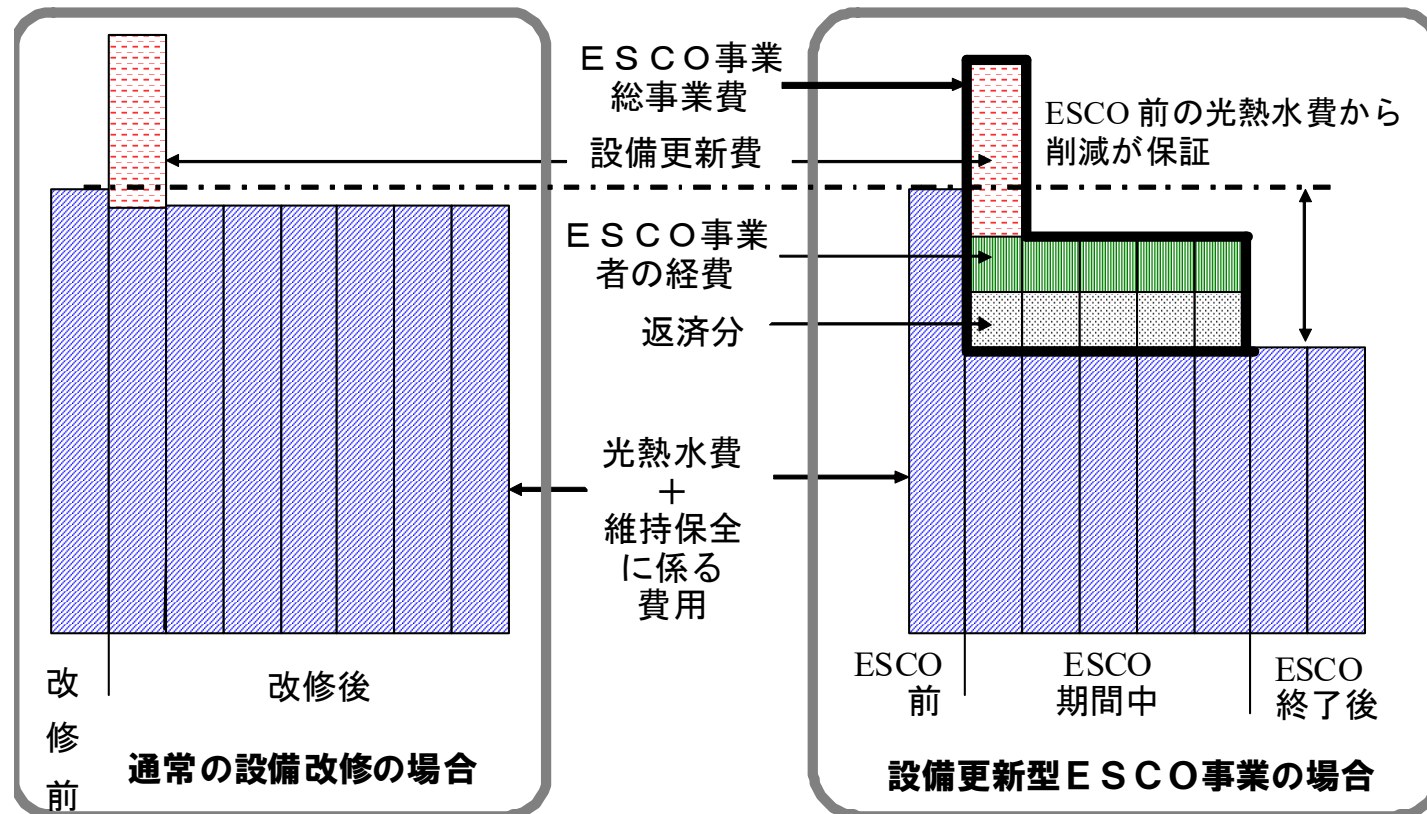 ＥＳＣＯ事業
総事業費
設備更新費
ＥＳＣＯ事業
者の経費
返済分
光熱水費
＋
維持保全
に係る
費用
改
修
前
改修後
通常の設備改修の場合
ESCO 前の光熱水費から
削減が保証
ESCO
前
ESCO
期間中
ESCO
終了後
設備更新型ＥＳＣＯ事業の場合